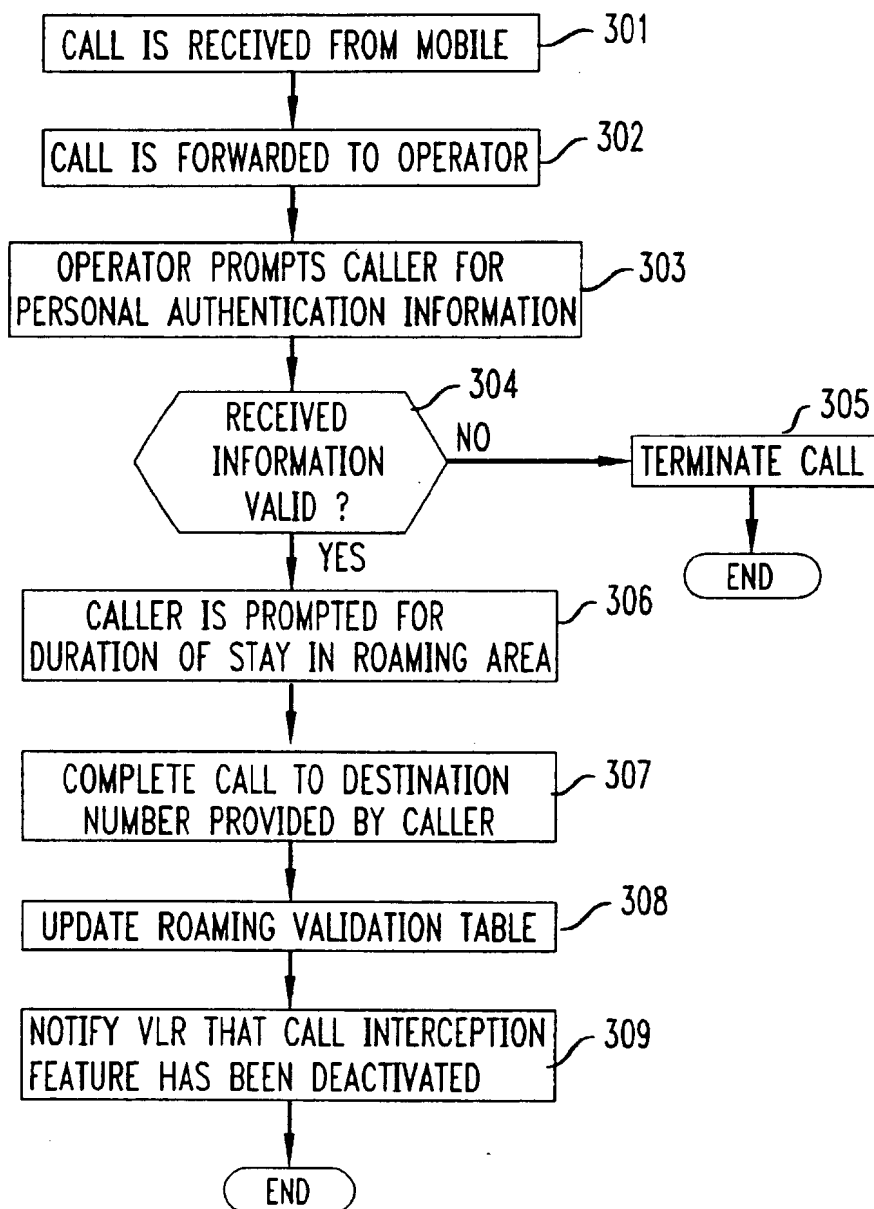 CALL IS RECEIVED FROM MOBILE
301
CALL IS FORWARDED TO OPERATOR
302
OPERATOR PROMPTS CALLER FOR
PERSONAL AUTHENTICATION INFORMATION
303
304
RECEIVED
INFORMATION
VALID ?
NO
305
TERMINATE CALL
END
YES
CALLER IS PROMPTED FOR
DURATION OF STAY IN ROAMING AREA
306
COMPLETE CALL TO DESTINATION
NUMBER PROVIDED BY CALLER
307
UPDATE ROAMING VALIDATION TABLE
308
NOTIFY VLR THAT CALL INTERCEPTION
FEATURE HAS BEEN DEACTIVATED
309
END